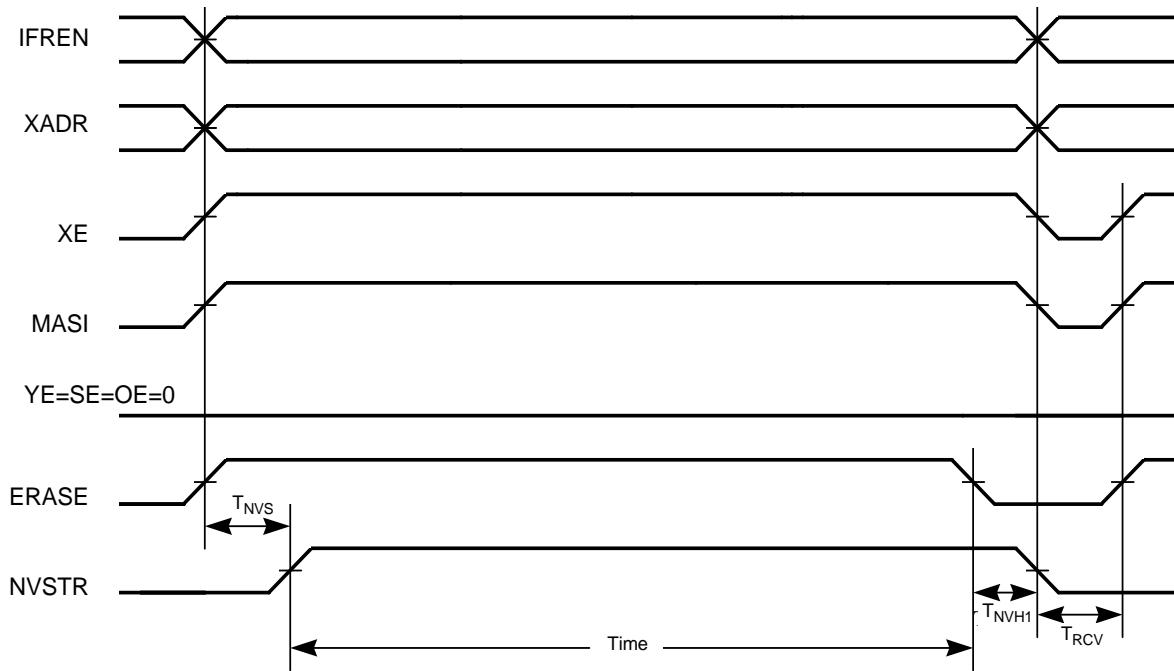 IFREN
XADR
XE
MASI
YE=SE=OE=0
ERASE
TNVS
NVSTR
TNVH1
Time
TRCV